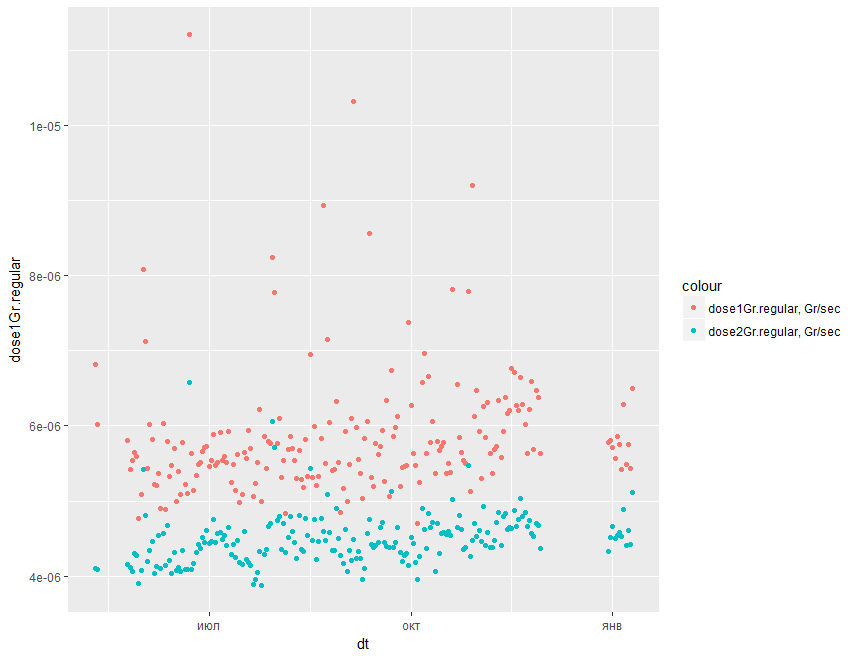 1e-05
8e-06
6e-06
4e-06
dose1Gr.regular
июл
окт
янв
dt
colour
dose1Gr.regular, Gr/sec
dose2Gr.regular, Gr/sec